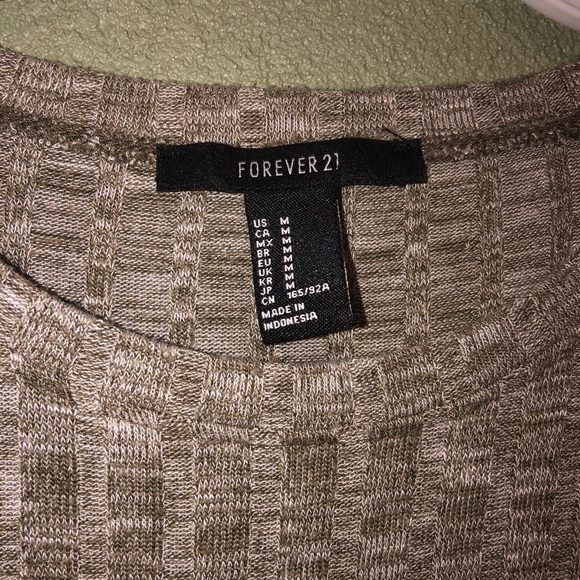 FOREVER 21
US M
CA M
MX M
BR M
EU M
UK M
KR M
JP M
CN 165/92A
MADE IN
INDONESIA